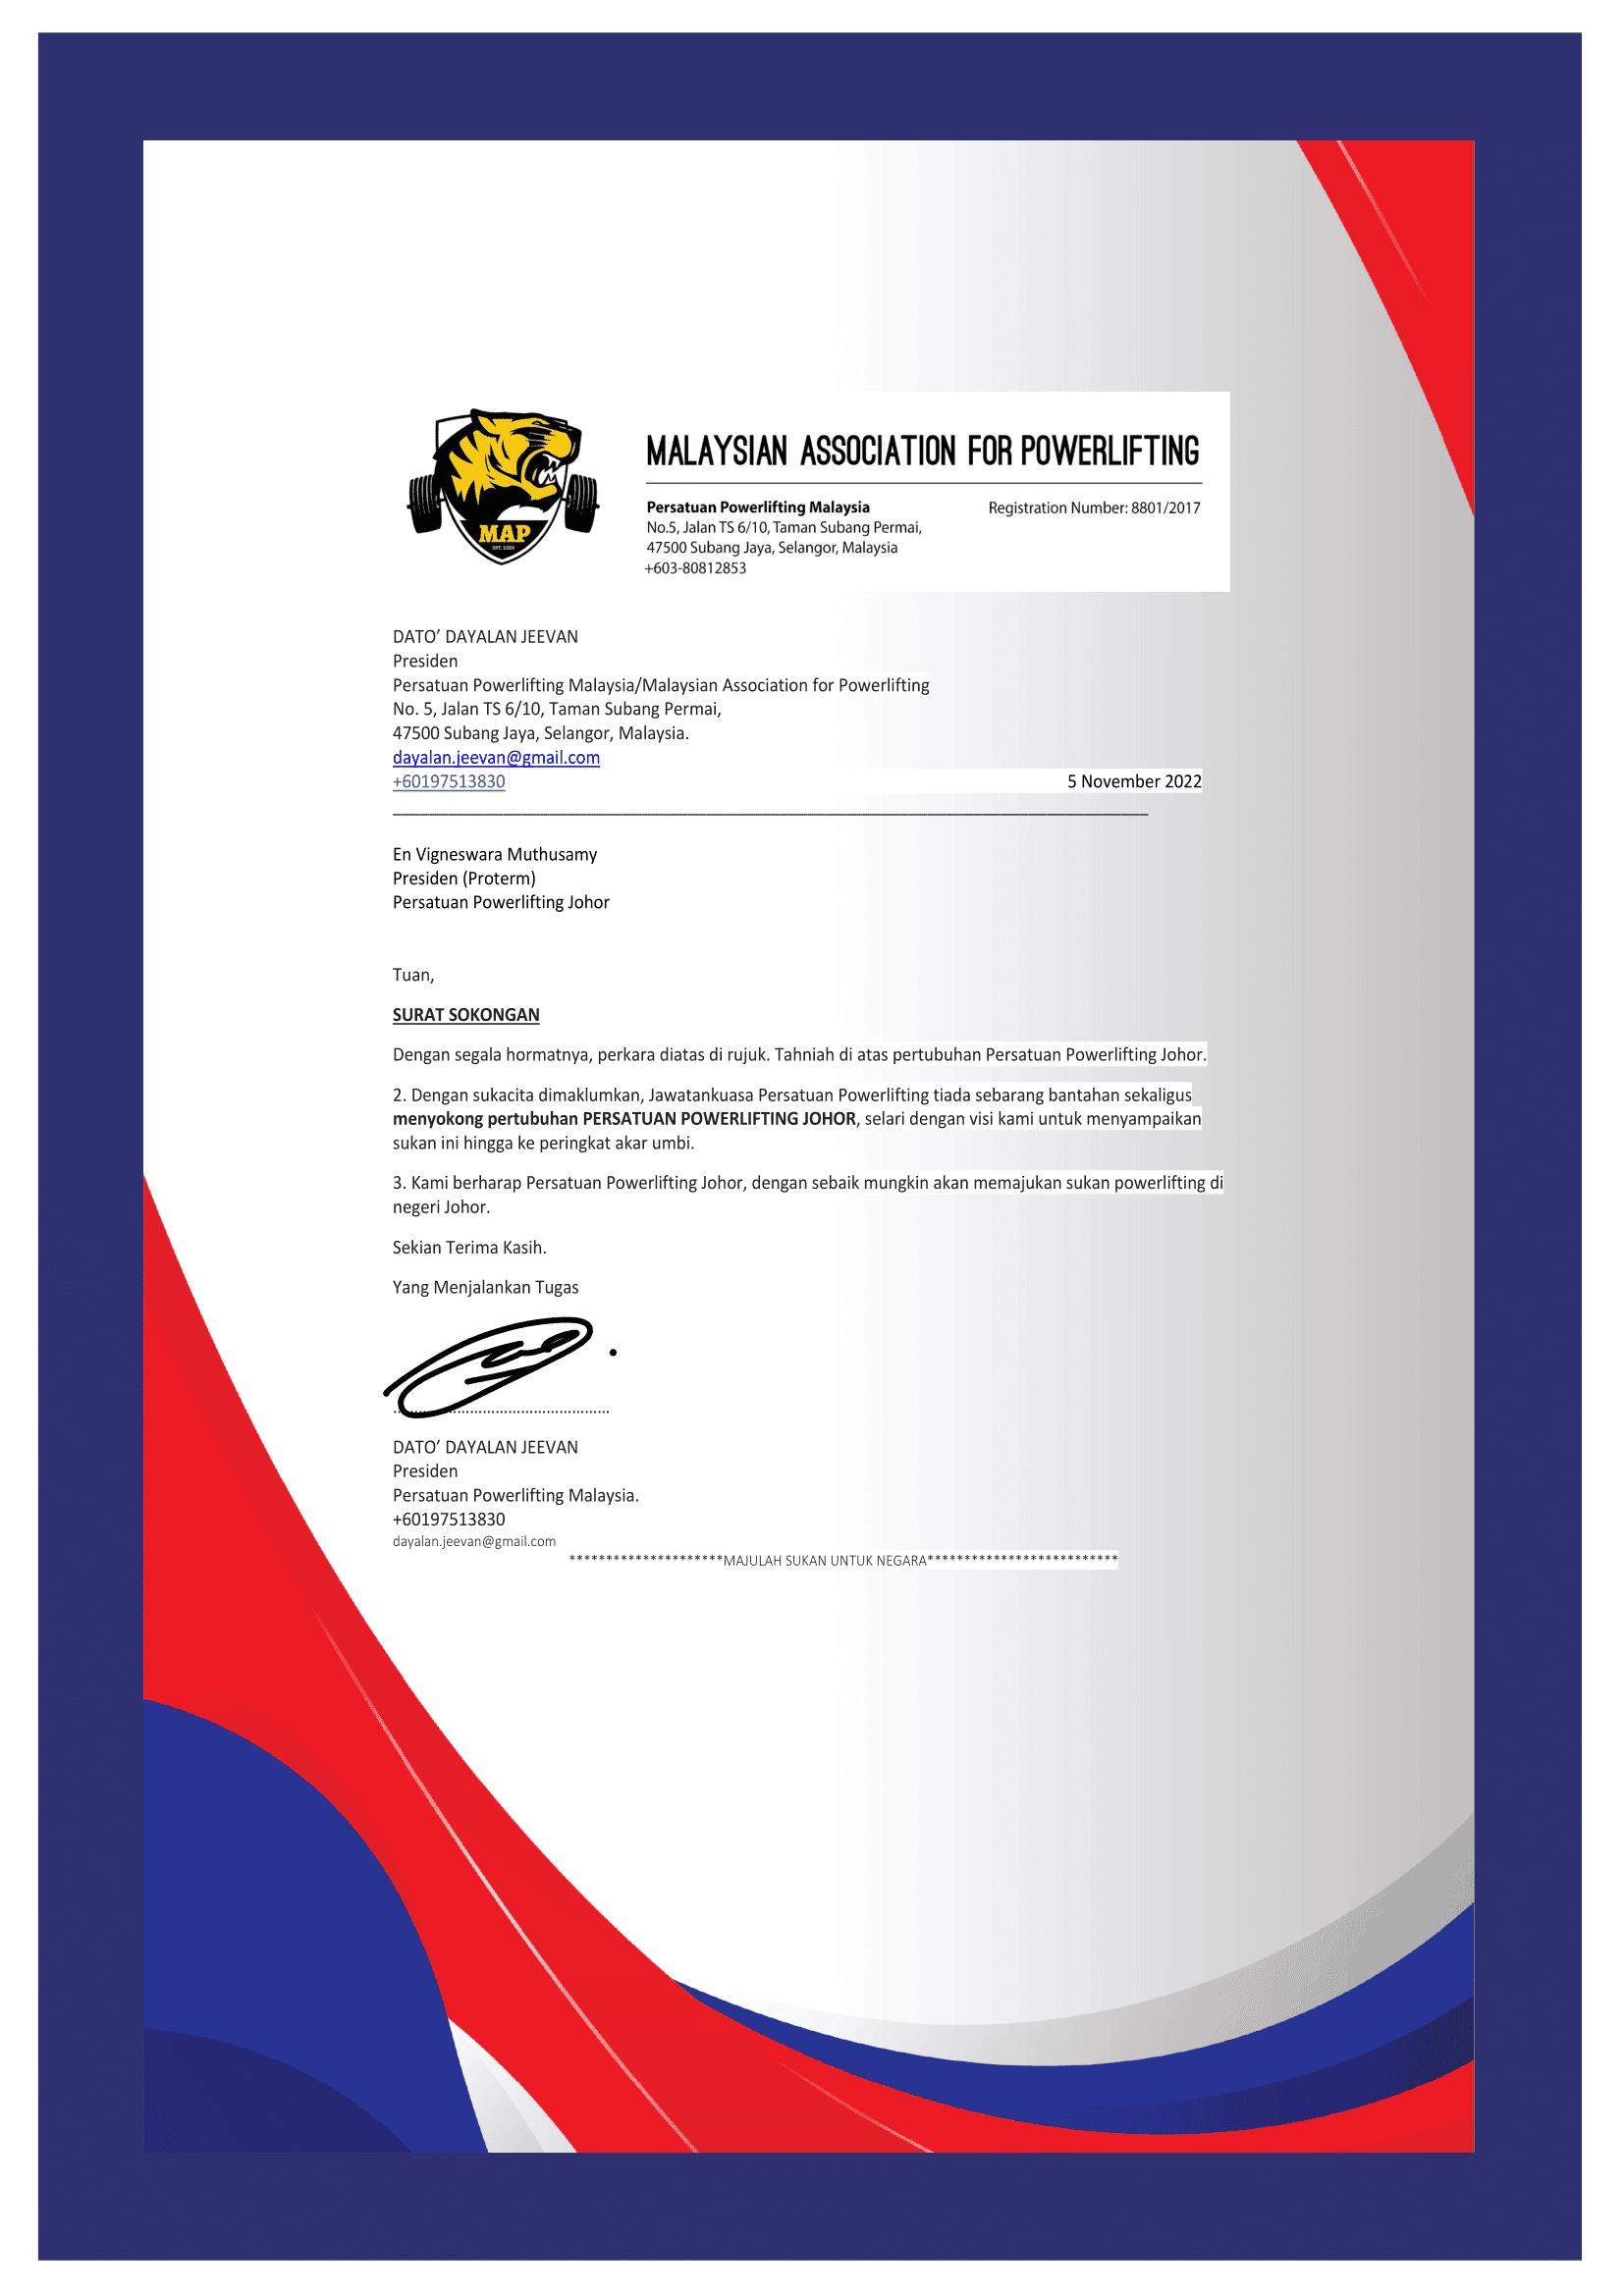 MAP
EST. 2.014
MALAYSIAN ASSOCIATION FOR POWERLIFTING
Persatuan Powerlifting Malaysia Registration Number: 8801/2017
No.5, Jalan TS 6/10, Taman Subang Permai,
47500 Subang Jaya, Selangor, Malaysia
+603-80812853
DATO’ DAYALAN JEEVAN
Presiden
Persatuan Powerlifting Malaysia/Malaysian Association for Powerlifting
No. 5, Jalan TS 6/10, Taman Subang Permai,
47500 Subang Jaya, Selangor, Malaysia.
dayalan.jeevan@gmail.com
+60197513830 5 November 2022
En Vigneswara Muthusamy
Presiden (Proterm)
Persatuan Powerlifting Johor
Tuan,
SURAT SOKONGAN
Dengan segala hormatnya, perkara diatas di rujuk. Tahniah di atas pertubuhan Persatuan Powerlifting Johor.
2. Dengan sukacita dimaklumkan, Jawatankuasa Persatuan Powerlifting tiada sebarang bantahan sekaligus
menyokong pertubuhan PERSATUAN POWERLIFTING JOHOR, selari dengan visi kami untuk menyampaikan
sukan ini hingga ke peringkat akar umbi.
3. Kami berharap Persatuan Powerlifting Johor, dengan sebaik mungkin akan memajukan sukan powerlifting di
negeri Johor.
Sekian Terima Kasih.
Yang Menjalankan Tugas
DATO’ DAYALAN JEEVAN
Presiden
Persatuan Powerlifting Malaysia.
+60197513830
dayalan.jeevan@gmail.com
*********************MAJULAH SUKAN UNTUK NEGARA**************************